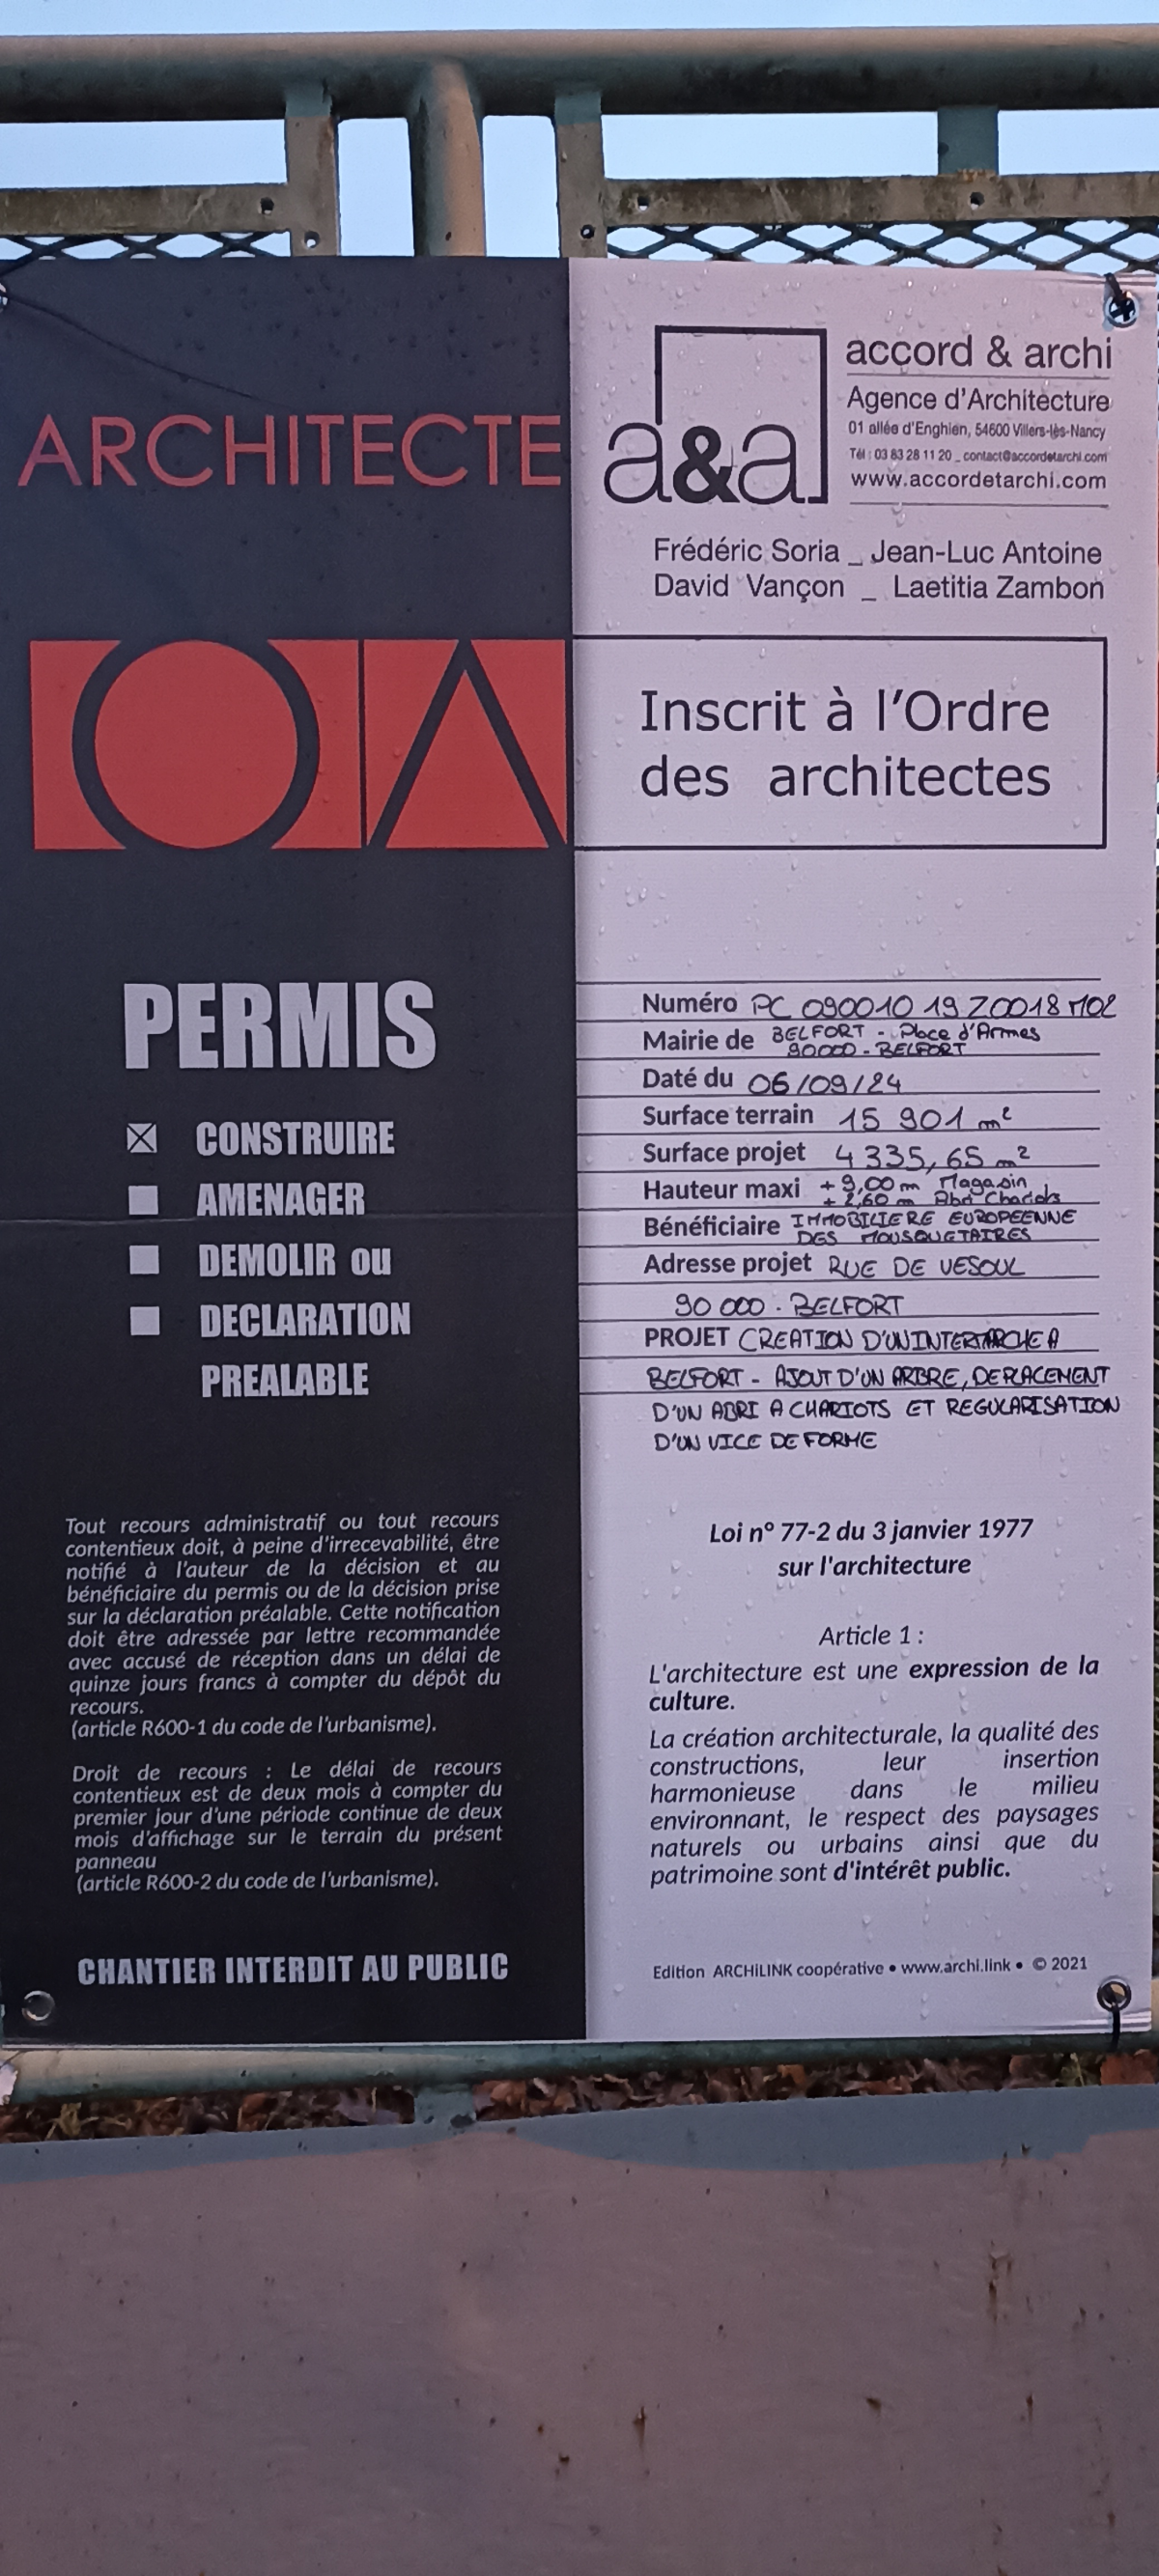 ARCHITECTE
a&a
accord & archi
Agence d'Architecture
01 allée d'Enghien, 54600 Villers-lès-Nancy
Tél : 03 83 28 11 20 _ contact@accordetarchi.com
www.accordetarchi.com
Frédéric Soria _ Jean-Luc Antoine
David Vançon _ Laetitia Zambon
OA
Inscrit à l'Ordre
des architectes
PERMIS
CONSTRUIRE
AMENAGER
DEMOLIR ou
DECLARATION
PREALABLE
Numéro PC 090010 19 Z0018 M02
Mairie de BELFORT - Place d'Armes
90000 - BELFORT
Daté du 06/09/24
Surface terrain 15 901 m²
Surface projet 4 335,65 m²
Hauteur maxi + 9,00 m Magasin
+ 2,60 m Abri Chariots
Bénéficiaire IMMOBILIERE EUROPEENNE
DES MOUSQUETAIRES
Adresse projet RUE DE VESOUL
90 000 . BELFORT
PROJET CREATION D'UN INTERMARCHE A
BELFORT - AJOUT D'UN ARBRE, DEPLACEMENT
D'UN ABRI A CHARIOTS ET REGULARISATION
D'UN VICE DE FORME
Tout recours administratif ou tout recours
contentieux doit, à peine d'irrecevabilité, être
notifié à l'auteur de la décision et au
bénéficiaire du permis ou de la décision prise
sur la déclaration préalable. Cette notification
doit être adressée par lettre recommandée
avec accusé de réception dans un délai de
quinze jours francs à compter du dépôt du
recours.
(article R600-1 du code de l'urbanisme).
Droit de recours : Le délai de recours
contentieux est de deux mois à compter du
premier jour d'une période continue de deux
mois d'affichage sur le terrain du présent
panneau
(article R600-2 du code de l'urbanisme).
CHANTIER INTERDIT AU PUBLIC
Loi n° 77-2 du 3 janvier 1977
sur l'architecture
Article 1 :
L'architecture est une expression de la
culture.
La création architecturale, la qualité des
constructions, leur insertion
harmonieuse dans le milieu
environnant, le respect des paysages
naturels ou urbains ainsi que du
patrimoine sont d'intérêt public.
Edition ARCHiLINK coopérative • www.archi.link • © 2021